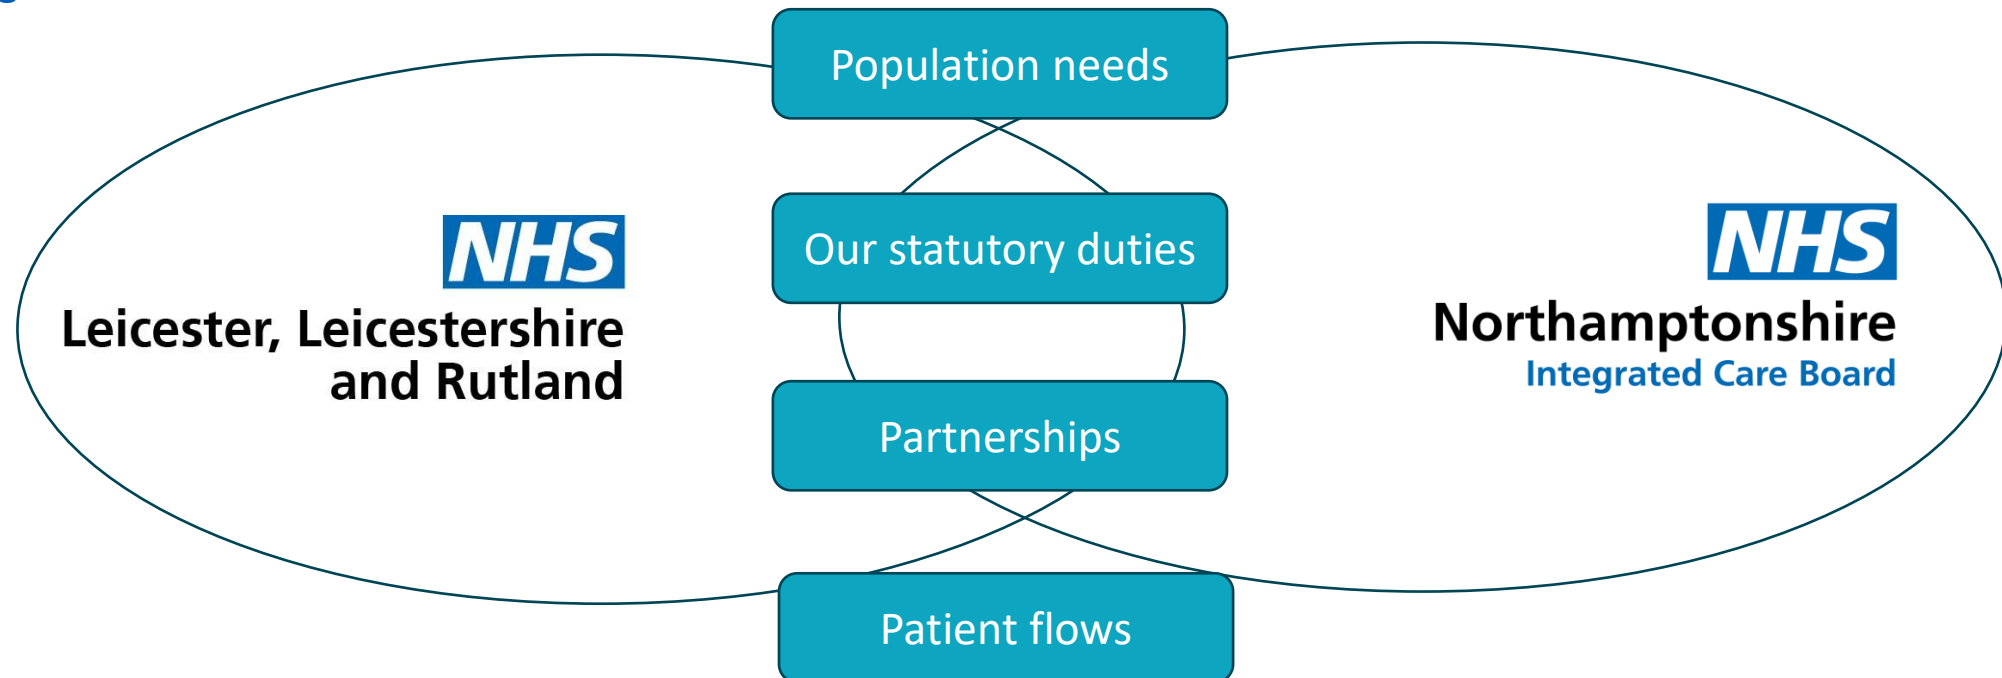 Population needs
Our statutory duties
Partnerships
Patient flows
NHS
Leicester, Leicestershire
and Rutland
NHS
Northamptonshire
Integrated Care Board